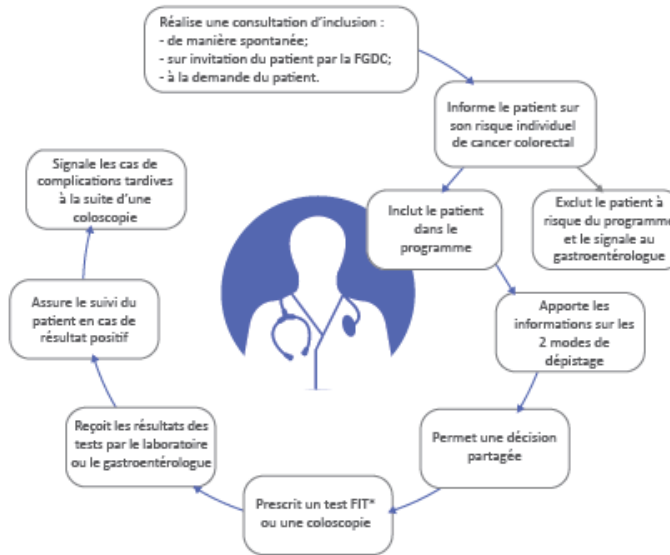 Réalise une consultation d'inclusion :
- de manière spontanée;
- sur invitation du patient par la FGDC;
- à la demande du patient.
Informe le patient sur
son risque individuel
de cancer colorectal
Inclut le patient
dans le
programme
Exclut le patient à
risque du programme
et le signale au
gastroentérologue
Apporte les
informations sur les
2 modes de
dépistage
Permet une décision
partagée
Prescrit un test FIT*
ou une coloscopie
Reçoit les résultats des
tests par le laboratoire
ou le gastroentérologue
Assure le suivi du
patient en cas de
résultat positif
Signale les cas de
complications tardives
à la suite d'une
coloscopie